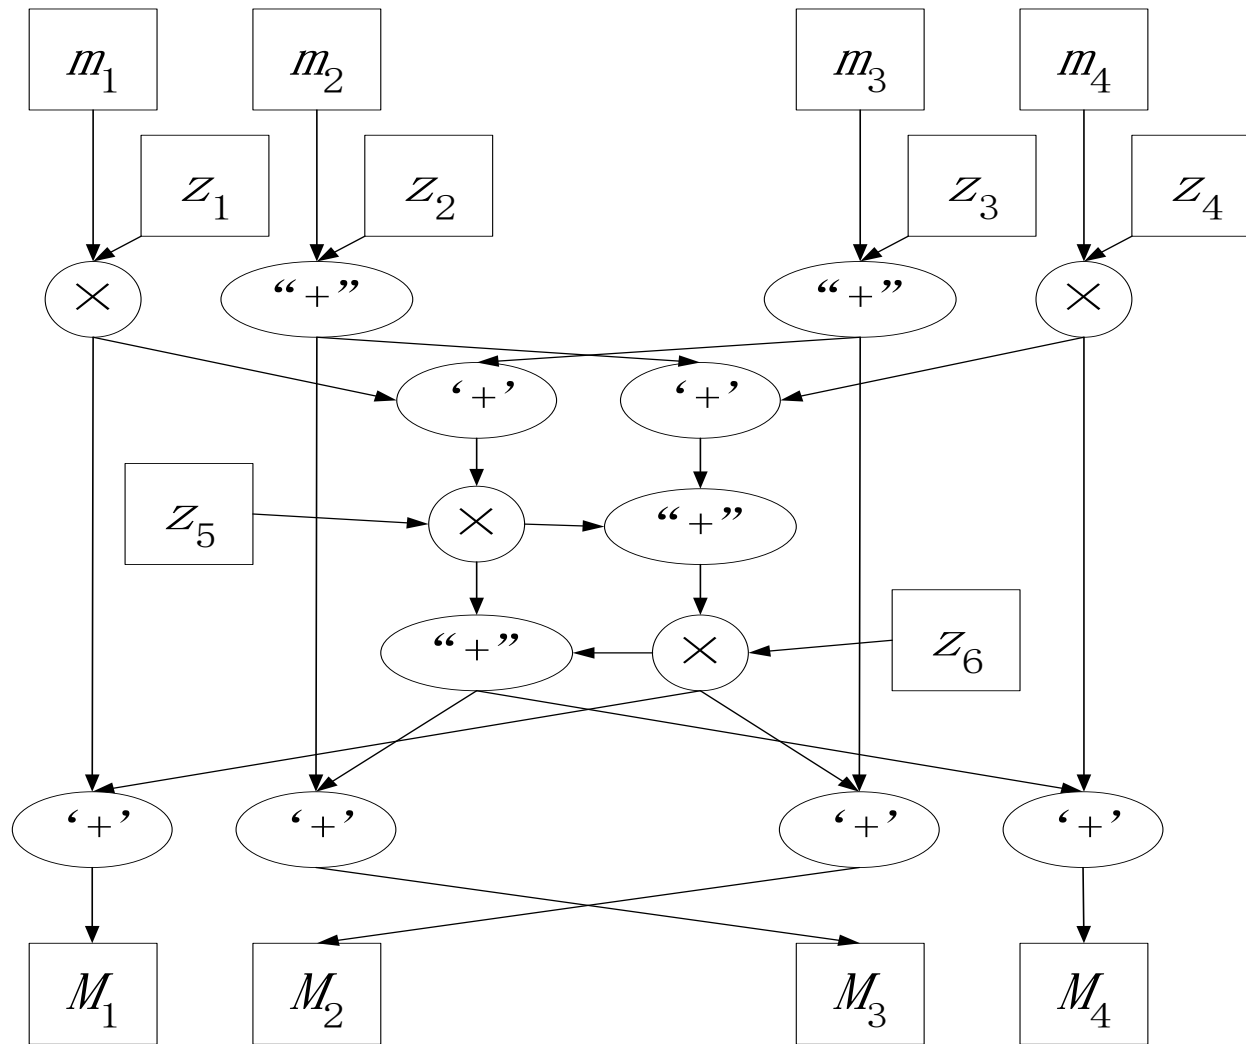 m1 m2 m3 m4
z1 z2 z3 z4
× “+” “+” ×
‘+’ ‘+’
z5 × “+”
“+” × z6
‘+’ ‘+’ ‘+’ ‘+’
M1 M2 M3 M4